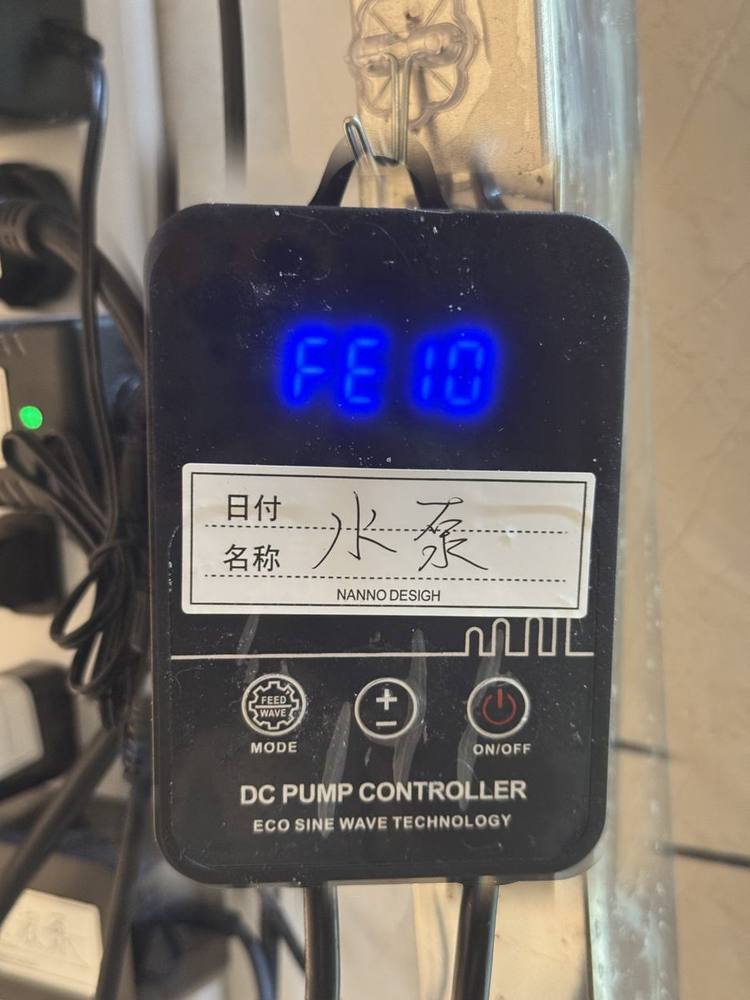 FE 10
日付
水泵
名称
NANNO DESIGH
FEED
WAVE
+
−
MODE
ON/OFF
DC PUMP CONTROLLER
ECO SINE WAVE TECHNOLOGY